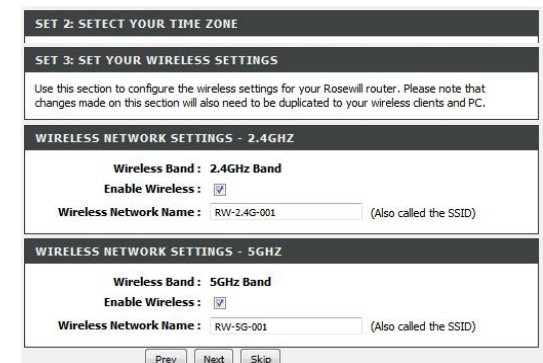 SET 2: SETECT YOUR TIME ZONE
SET 3: SET YOUR WIRELESS SETTINGS
Use this section to configure the wireless settings for your Rosewill router. Please note that
changes made on this section will also need to be duplicated to your wireless clients and PC.
WIRELESS NETWORK SETTINGS - 2.4GHZ
Wireless Band : 2.4GHz Band
Enable Wireless :
Wireless Network Name : RW-2.4G-001 (Also called the SSID)
WIRELESS NETWORK SETTINGS - 5GHZ
Wireless Band : 5GHz Band
Enable Wireless :
Wireless Network Name : RW-5G-001 (Also called the SSID)
Prev Next Skip